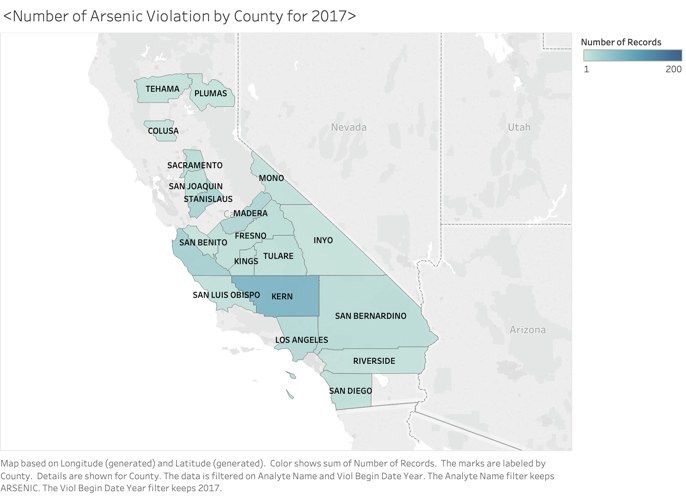 <Number of Arsenic Violation by County for 2017>
Number of Records
1 200
TEHAMA
PLUMAS
COLUSA
Nevada
Utah
SACRAMENTO
SAN JOAQUIN
STANISLAUS
MONO
MADERA
SAN BENITO
FRESNO
INYO
KINGS
TULARE
SAN LUIS OBISPO
KERN
SAN BERNARDINO
Arizona
LOS ANGELES
RIVERSIDE
SAN DIEGO
Map based on Longitude (generated) and Latitude (generated). Color shows sum of Number of Records. The marks are labeled by
County. Details are shown for County. The data is filtered on Analyte Name and Viol Begin Date Year. The Analyte Name filter keeps
ARSENIC. The Viol Begin Date Year filter keeps 2017.